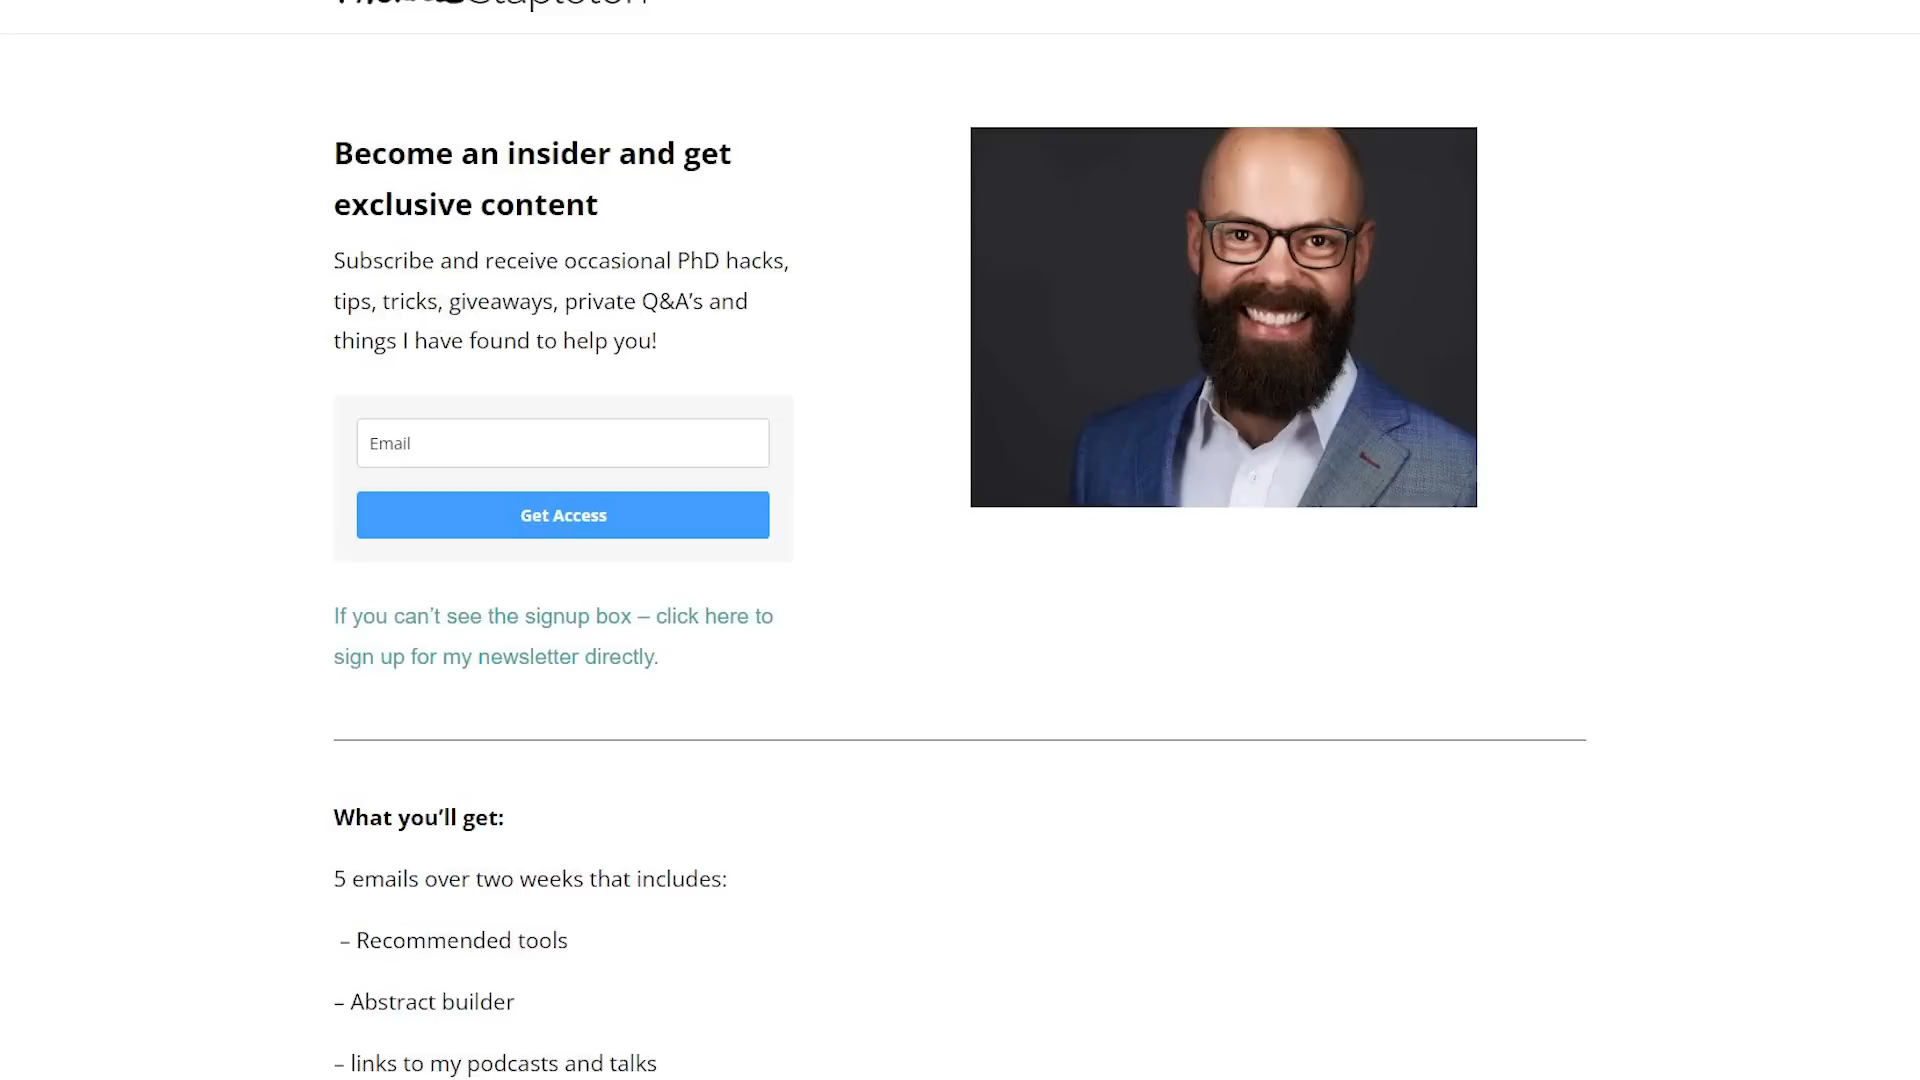 Become an insider and get
exclusive content
Subscribe and receive occasional PhD hacks,
tips, tricks, giveaways, private Q&A’s and
things I have found to help you!
Email
Get Access
If you can’t see the signup box – click here to
sign up for my newsletter directly.
What you’ll get:
5 emails over two weeks that includes:
– Recommended tools
– Abstract builder
– links to my podcasts and talks